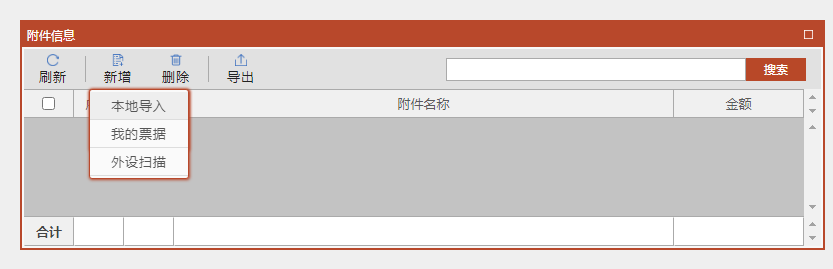 附件信息
刷新 新增 删除 导出 搜索
附件名称 金额
本地导入
我的票据
外设扫描
合计